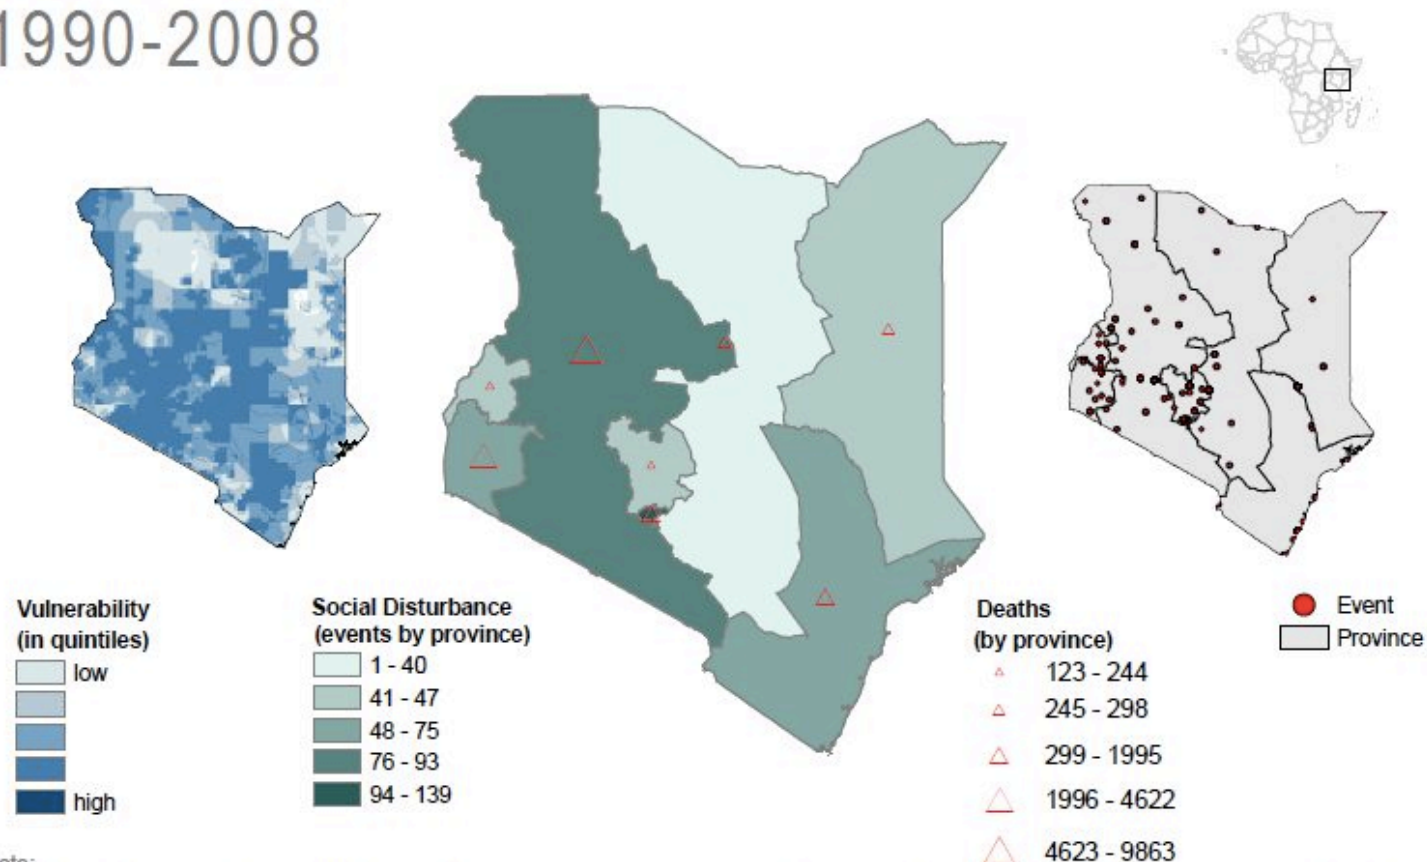 1990-2008
Vulnerability
(in quintiles)
low
high
Social Disturbance
(events by province)
1 - 40
41 - 47
48 - 75
76 - 93
94 - 139
Deaths
(by province)
123 - 244
245 - 298
299 - 1995
1996 - 4622
4623 - 9863
Event
Province